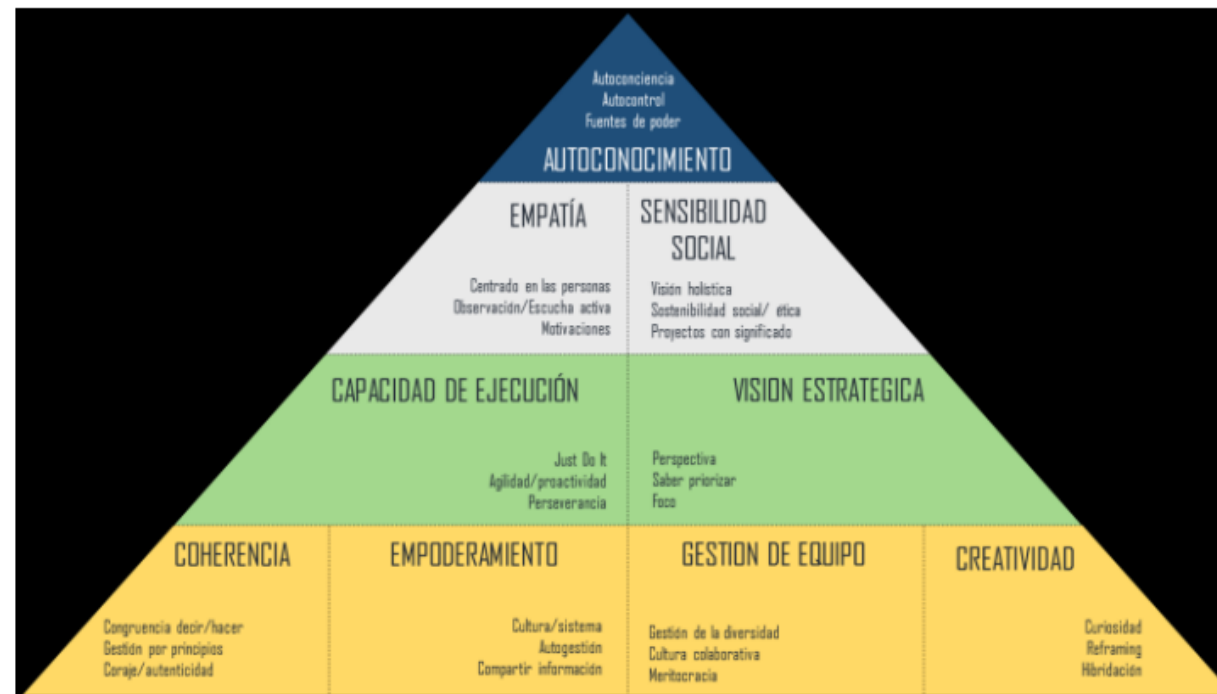 Autoconciencia
Autocontrol
Fuentes de poder
AUTOCONOCIMIENTO
EMPATÍA
Centrado en las personas
Observación/Escucha activa
Motivaciones
SENSIBILIDAD
SOCIAL
Visión holística
Sostenibilidad social/ ética
Proyectos con significado
CAPACIDAD DE EJECUCIÓN
Just Do It
Agilidad/proactividad
Perseverancia
VISION ESTRATEGICA
Perspectiva
Saber priorizar
Foco
COHERENCIA
Congruencia decir/hacer
Gestión por principios
Coraje/autenticidad
EMPODERAMIENTO
Cultura/sistema
Autogestión
Compartir información
GESTION DE EQUIPO
Gestión de la diversidad
Cultura colaborativa
Meritocracia
CREATIVIDAD
Curiosidad
Reframing
Hibridación